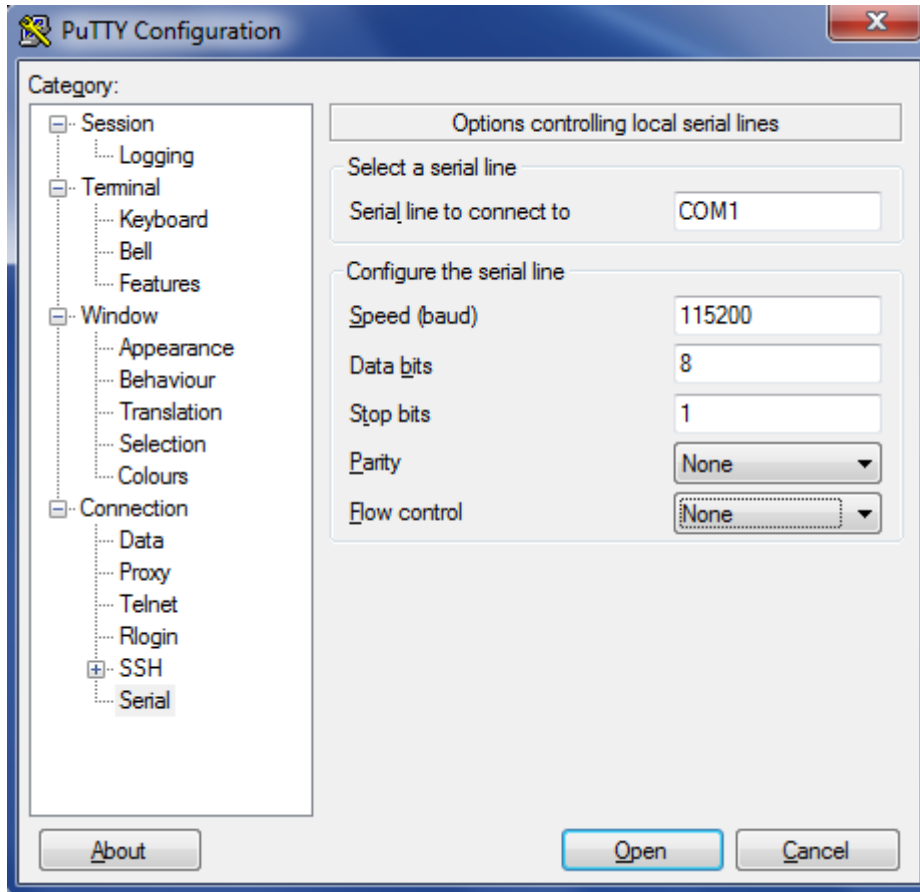 PuTTY Configuration
Category:
Session
Logging
Terminal
Keyboard
Bell
Features
Window
Appearance
Behaviour
Translation
Selection
Colours
Connection
Data
Proxy
Telnet
Rlogin
SSH
Serial
Options controlling local serial lines
Select a serial line
Serial line to connect to COM1
Configure the serial line
Speed (baud) 115200
Data bits 8
Stop bits 1
Parity None
Flow control None
About Open Cancel